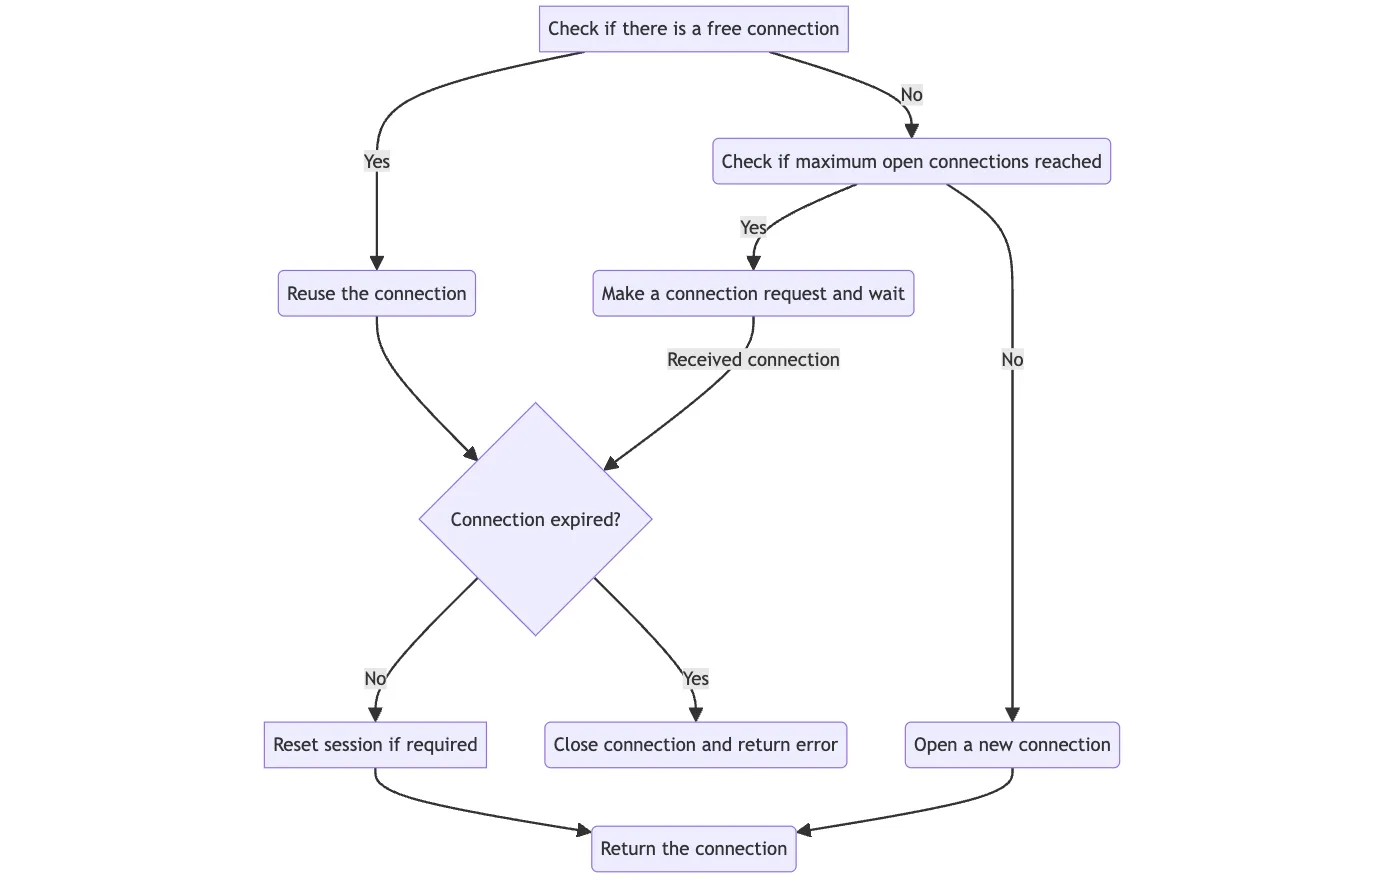 Check if there is a free connection
No
Yes
Check if maximum open connections reached
Yes
Reuse the connection
Make a connection request and wait
Received connection
No
Connection expired?
No
Yes
Reset session if required
Close connection and return error
Open a new connection
Return the connection